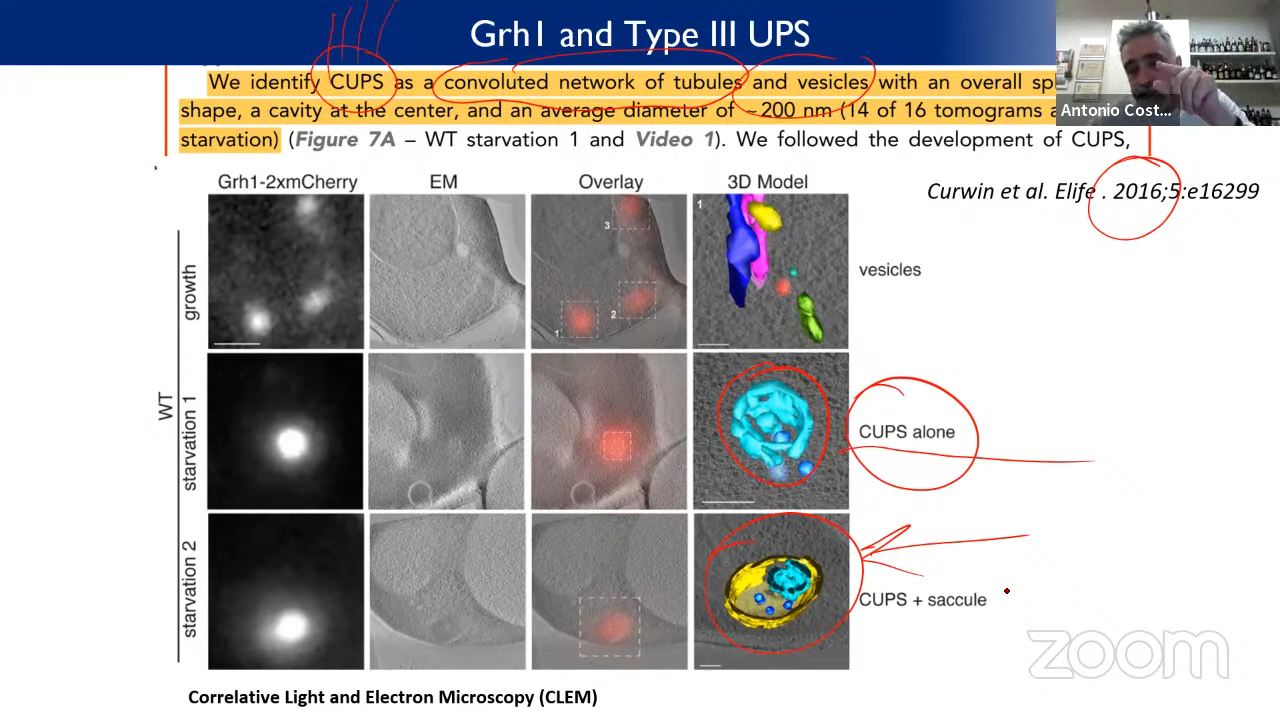 Grh1 and Type III UPS
Antonio Cost...
We identify CUPS as a convoluted network of tubules and vesicles with an overall sp
shape, a cavity at the center, and an average diameter of ~200 nm (14 of 16 tomograms a
starvation) (Figure 7A – WT starvation 1 and Video 1). We followed the development of CUPS,
Curwin et al. Elife . 2016;5:e16299
Grh1-2xmCherry EM Overlay 3D Model
WT
growth
3
2
1
1
vesicles
starvation 1
CUPS alone
starvation 2
CUPS + saccule
zoom
Correlative Light and Electron Microscopy (CLEM)